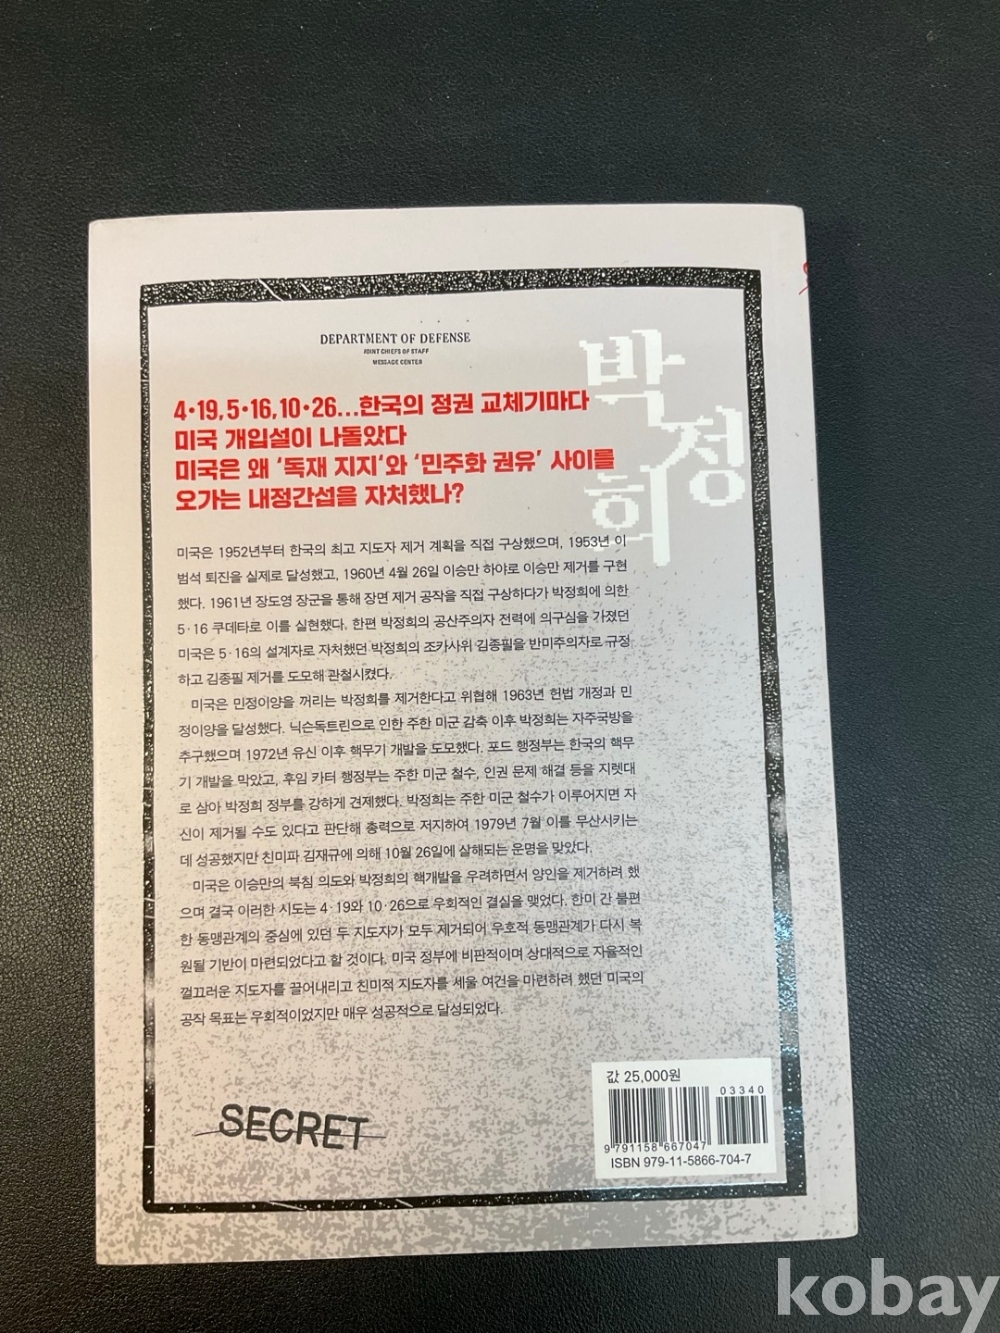 DEPARTMENT OF DEFENSE
JOINT CHIEFS OF STAFF
MESSAGE CENTER
박정희
4•19, 5•16, 10•26...한국의 정권 교체기마다
미국 개입설이 나돌았다
미국은 왜 '독재 지지'와 '민주화 권유' 사이를
오가는 내정간섭을 자처했나?
미국은 1952년부터 한국의 최고 지도자 제거 계획을 직접 구상했으며, 1953년 이
범석 퇴진을 실제로 달성했고, 1960년 4월 26일 이승만 하야로 이승만 제거를 구현
했다. 1961년 장도영 장군을 통해 장면 제거 공작을 직접 구상하다가 박정희에 의한
5·16 쿠데타로 이를 실현했다. 한편 박정희의 공산주의자 전력에 의구심을 가졌던
미국은 5·16의 설계자로 자처했던 박정희의 조카사위 김종필을 반미주의자로 규정
하고 김종필 제거를 도모해 관철시켰다.
미국은 민정이양을 꺼리는 박정희를 제거한다고 위협해 1963년 헌법 개정과 민
정이양을 달성했다. 닉슨독트린으로 인한 주한 미군 감축 이후 박정희는 자주국방을
추구했으며 1972년 유신 이후 핵무기 개발을 도모했다. 포드 행정부는 한국의 핵무
기 개발을 막았고, 후임 카터 행정부는 주한 미군 철수, 인권 문제 해결 등을 지렛대
로 삼아 박정희 정부를 강하게 견제했다. 박정희는 주한 미군 철수가 이루어지면 자
신이 제거될 수도 있다고 판단해 총력으로 저지하여 1979년 7월 이를 무산시키는
데 성공했지만 친미파 김재규에 의해 10월 26일에 살해되는 운명을 맞았다.
미국은 이승만의 북침 의도와 박정희의 핵개발을 우려하면서 양인을 제거하려 했
으며 결국 이러한 시도는 4·19와 10·26으로 우회적인 결실을 맺었다. 한미 간 불편
한 동맹관계의 중심에 있던 두 지도자가 모두 제거되어 우호적 동맹관계가 다시 복
원될 기반이 마련되었다고 할 것이다. 미국 정부에 비판적이며 상대적으로 자율적인
껄끄러운 지도자를 끌어내리고 친미적 지도자를 세울 여건을 마련하려 했던 미국의
공작 목표는 우회적이었지만 매우 성공적으로 달성되었다.
SECRET
값 25,000원
03340
9 791158 667047
ISBN 979-11-5866-704-7
kobay